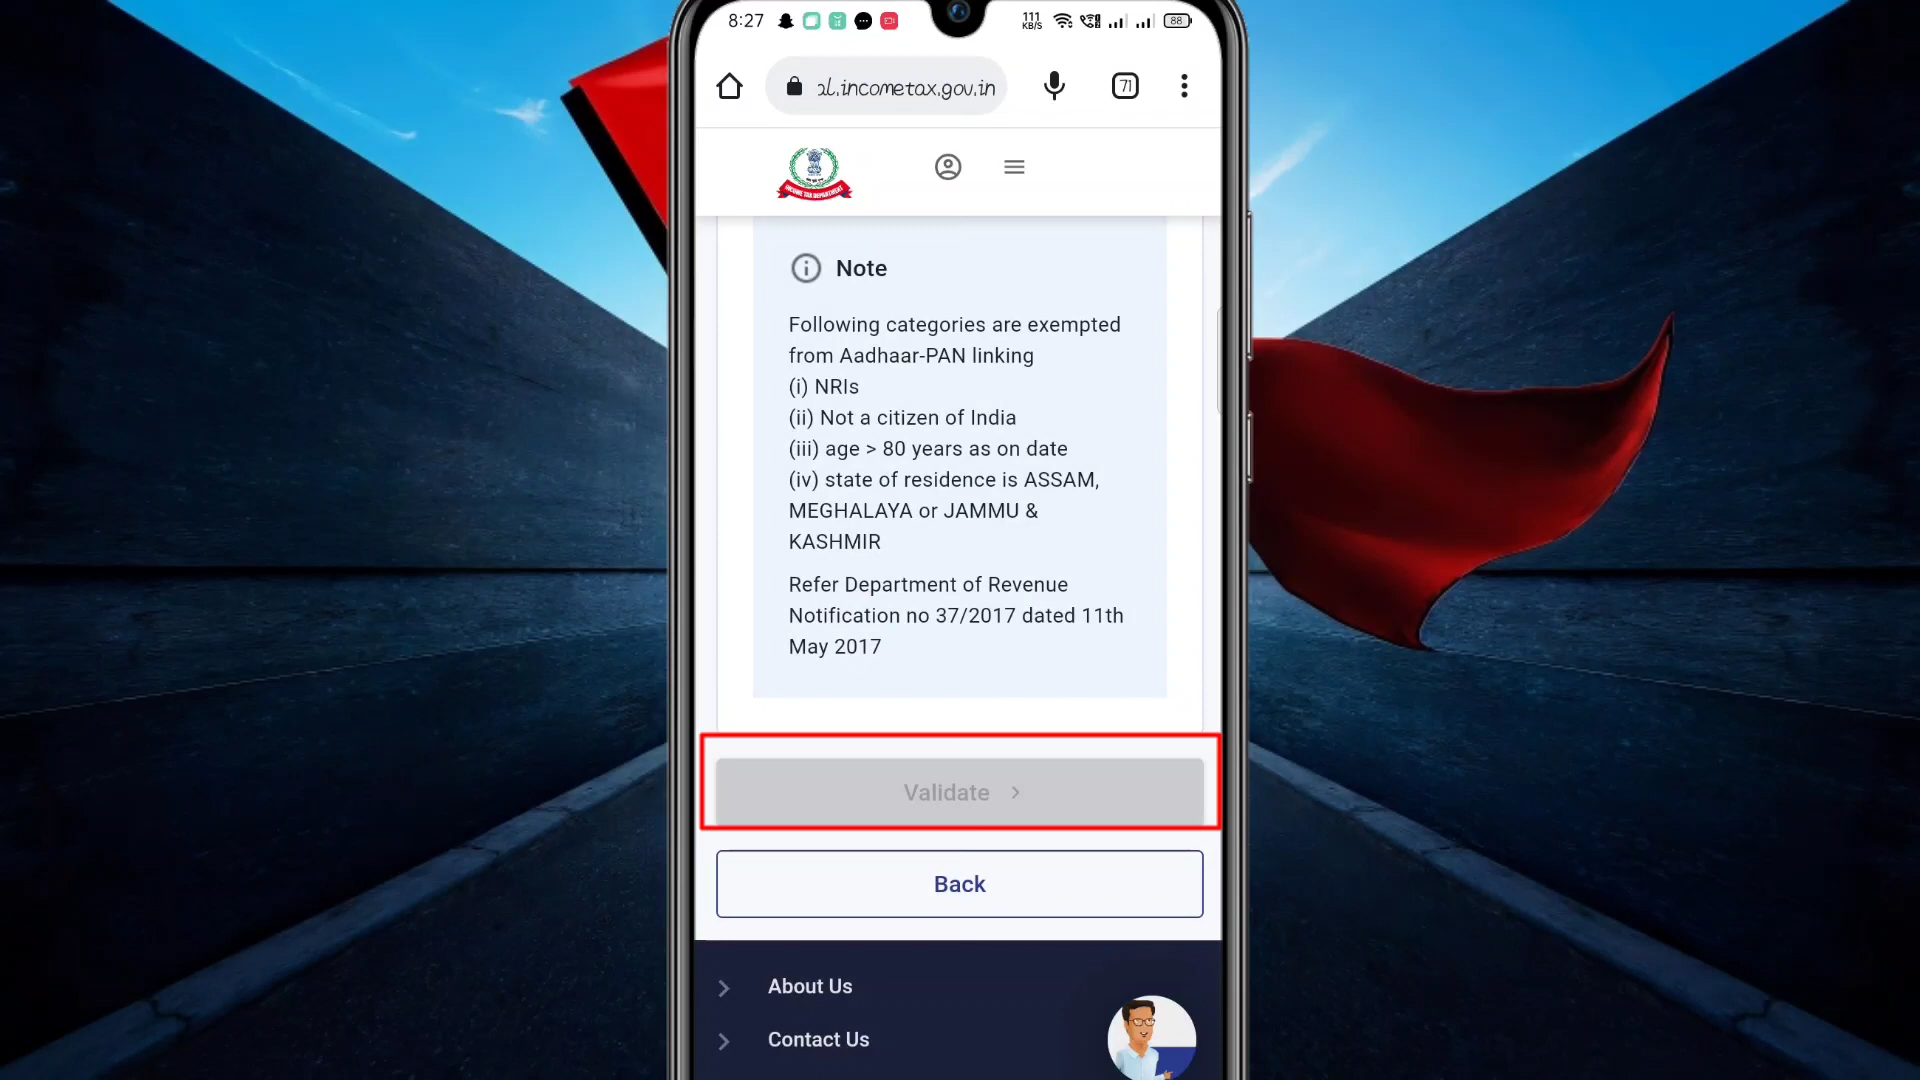 8:27
111
KB/S
88
al.incometax.gov.in
71
INCOME TAX DEPARTMENT
Note
Following categories are exempted
from Aadhaar-PAN linking
(i) NRIs
(ii) Not a citizen of India
(iii) age > 80 years as on date
(iv) state of residence is ASSAM,
MEGHALAYA or JAMMU &
KASHMIR
Refer Department of Revenue
Notification no 37/2017 dated 11th
May 2017
Validate
Back
About Us
Contact Us